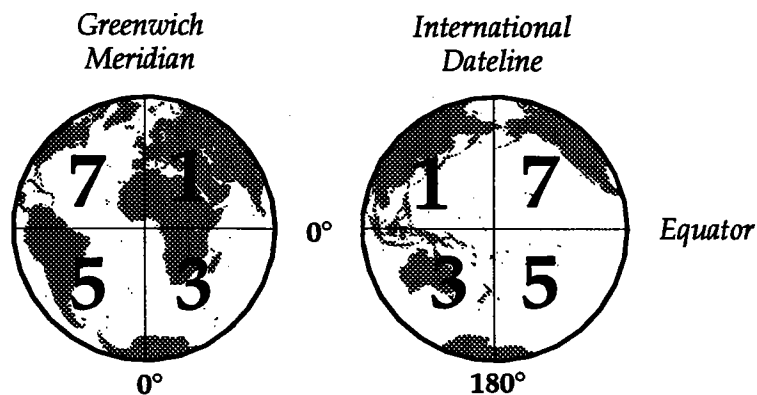 Greenwich
Meridian
International
Dateline
7 1
1 7
0°
Equator
5 3
3 5
0°
180°